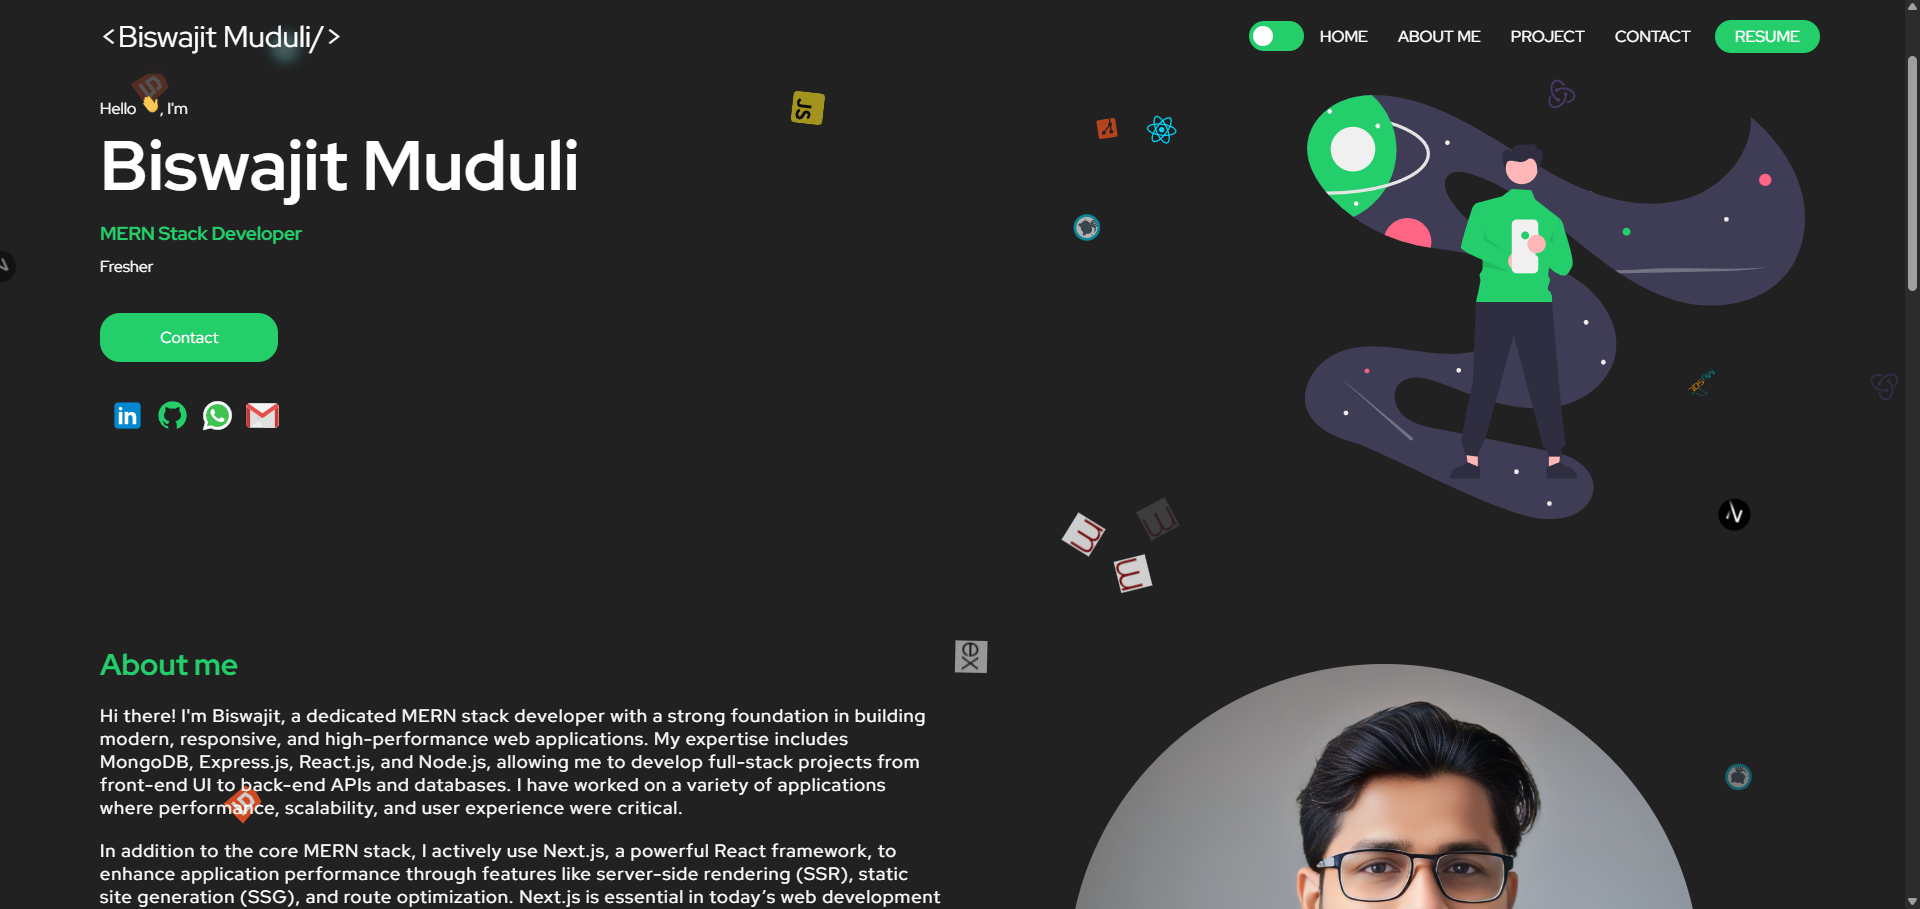 <Biswajit Muduli/>
HOME
ABOUT ME
PROJECT
CONTACT
RESUME
Hello 👋, I'm
Biswajit Muduli
MERN Stack Developer
Fresher
Contact
in
JS
ex
About me
Hi there! I'm Biswajit, a dedicated MERN stack developer with a strong foundation in building
modern, responsive, and high-performance web applications. My expertise includes
MongoDB, Express.js, React.js, and Node.js, allowing me to develop full-stack projects from
front-end UI to back-end APIs and databases. I have worked on a variety of applications
where performance, scalability, and user experience were critical.
In addition to the core MERN stack, I actively use Next.js, a powerful React framework, to
enhance application performance through features like server-side rendering (SSR), static
site generation (SSG), and route optimization. Next.js is essential in today’s web development